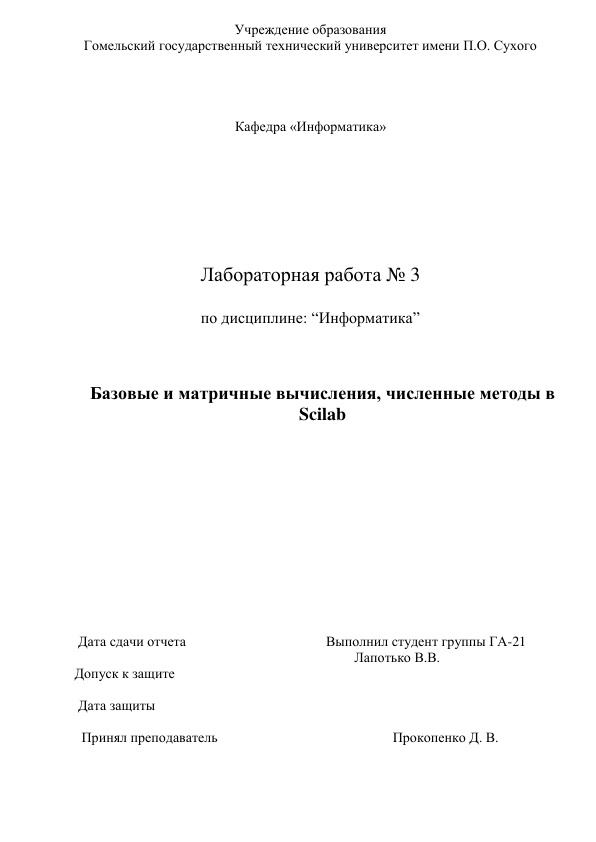 Учреждение образования
Гомельский государственный технический университет имени П.О. Сухого
Кафедра «Информатика»
Лабораторная работа № 3
по дисциплине: “Информатика”
Базовые и матричные вычисления, численные методы в
Scilab
Дата сдачи отчета Выполнил студент группы ГА-21
Лапотько В.В.
Допуск к защите
Дата защиты
Принял преподаватель Прокопенко Д. В.